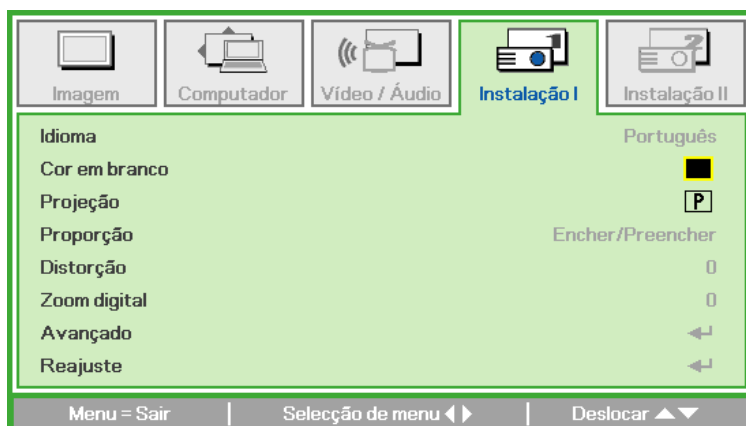 Imagem
Computador
Vídeo / Áudio
Instalação I
Instalação II
Idioma Português
Cor em branco
Projeção P
Proporção Encher/Preencher
Distorção 0
Zoom digital 0
Avançado
Reajuste
Menu = Sair Selecção de menu Deslocar